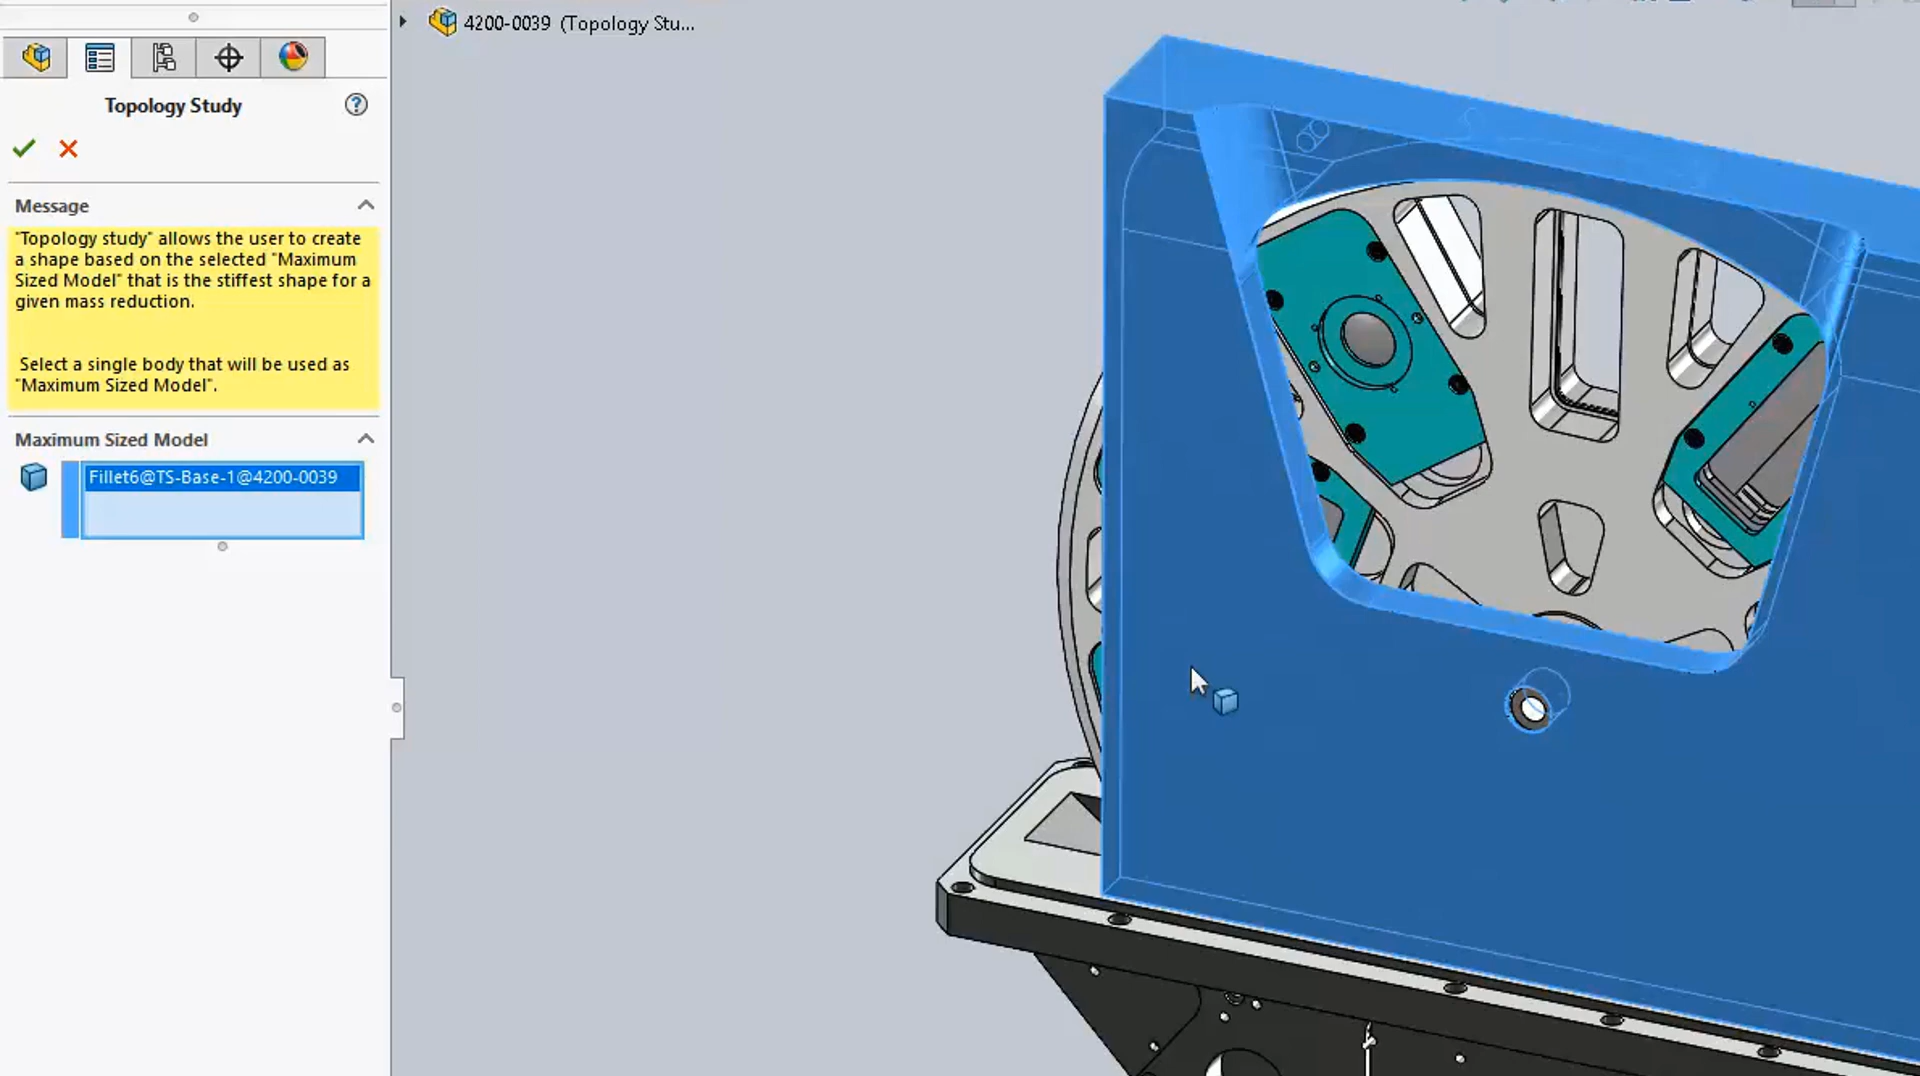 4200-0039 (Topology Stu...
Topology Study
Message
"Topology study" allows the user to create
a shape based on the selected "Maximum
Sized Model" that is the stiffest shape for a
given mass reduction.
Select a single body that will be used as
"Maximum Sized Model".
Maximum Sized Model
Fillet6@TS-Base-1@4200-0039